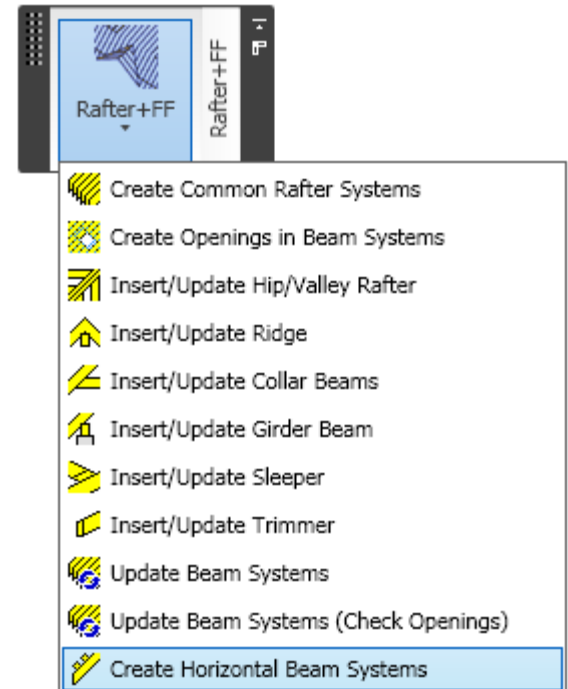 Rafter+FF
Rafter+FF
Create Common Rafter Systems
Create Openings in Beam Systems
Insert/Update Hip/Valley Rafter
Insert/Update Ridge
Insert/Update Collar Beams
Insert/Update Girder Beam
Insert/Update Sleeper
Insert/Update Trimmer
Update Beam Systems
Update Beam Systems (Check Openings)
Create Horizontal Beam Systems